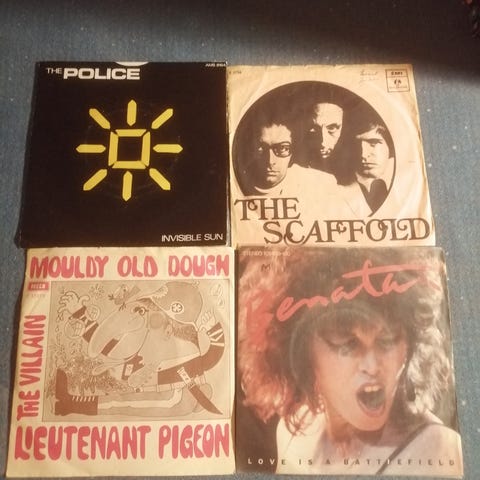 THE POLICE
AMS 8164
INVISIBLE SUN
EMI
THE
SCAFFOLD
MOULDY OLD DOUGH
DECCA
THE VILLAIN
LIEUTENANT PIGEON
STEREO
Benatar
LOVE IS A BATTLEFIELD